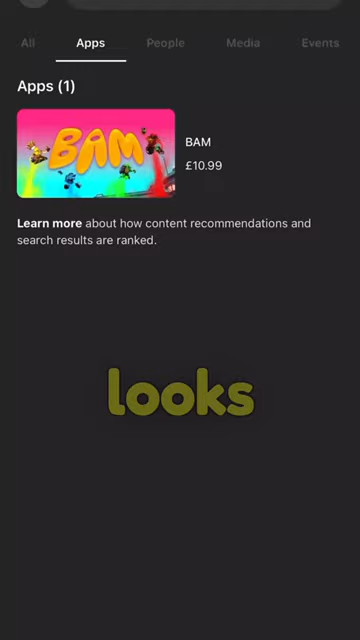 All
Apps
People
Media
Events
Apps (1)
BAM
BAM
£10.99
Learn more about how content recommendations and
search results are ranked.
looks